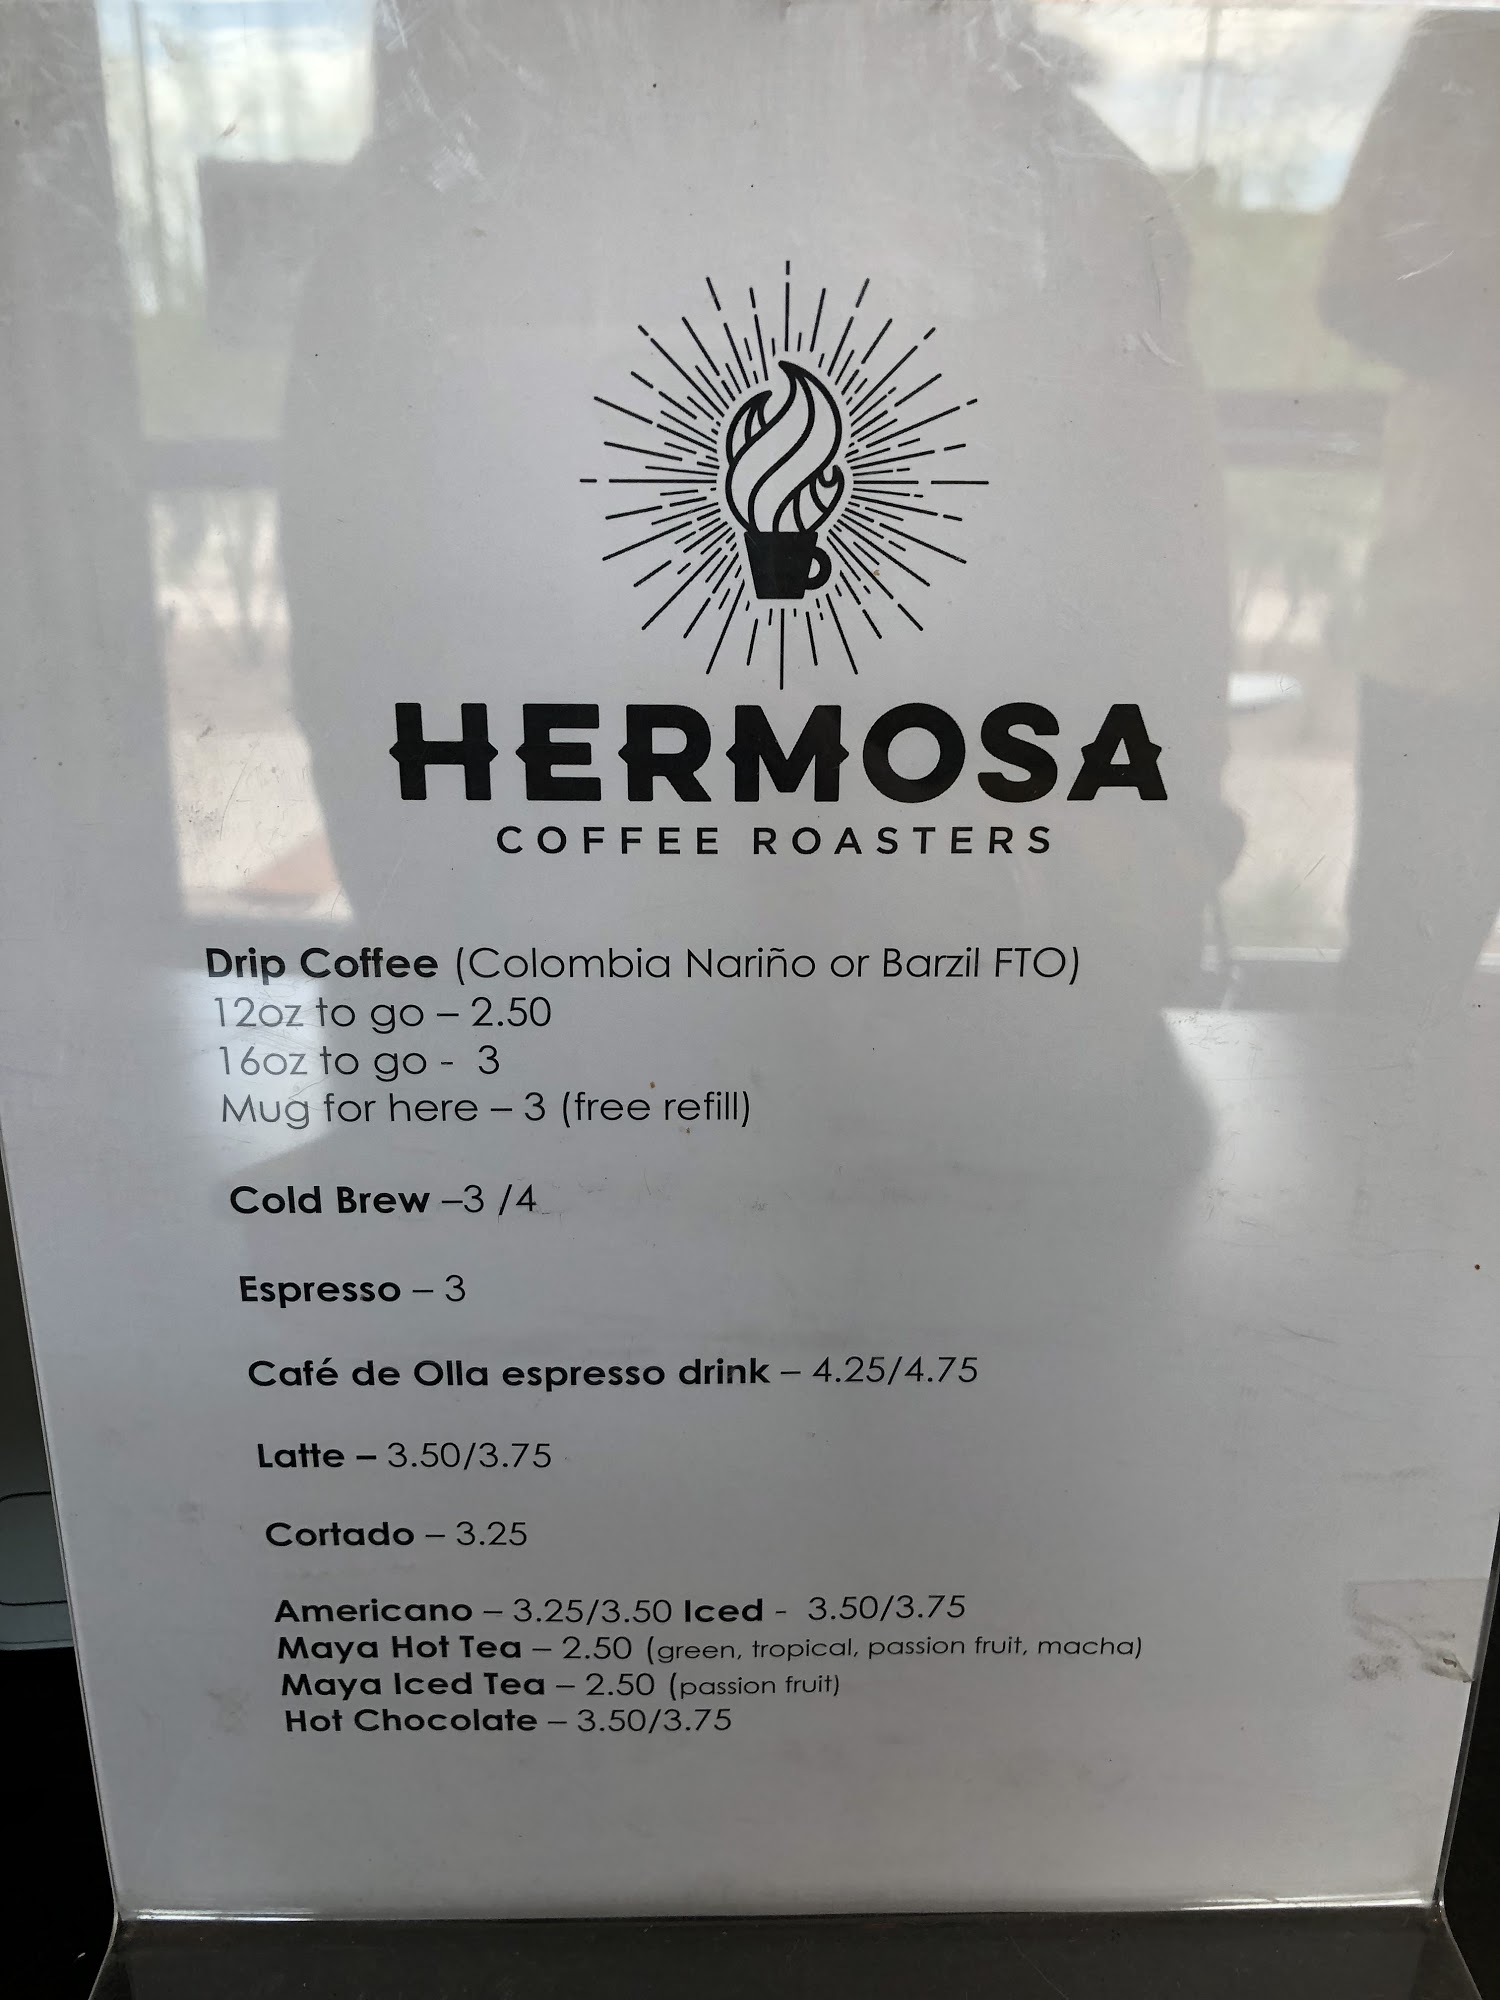 HERMOSA
COFFEE ROASTERS
Drip Coffee (Colombia Nariño or Barzil FTO)
12oz to go – 2.50
16oz to go - 3
Mug for here – 3 (free refill)
Cold Brew –3 /4
Espresso – 3
Café de Olla espresso drink – 4.25/4.75
Latte – 3.50/3.75
Cortado – 3.25
Americano – 3.25/3.50 Iced - 3.50/3.75
Maya Hot Tea – 2.50 (green, tropical, passion fruit, macha)
Maya Iced Tea – 2.50 (passion fruit)
Hot Chocolate – 3.50/3.75